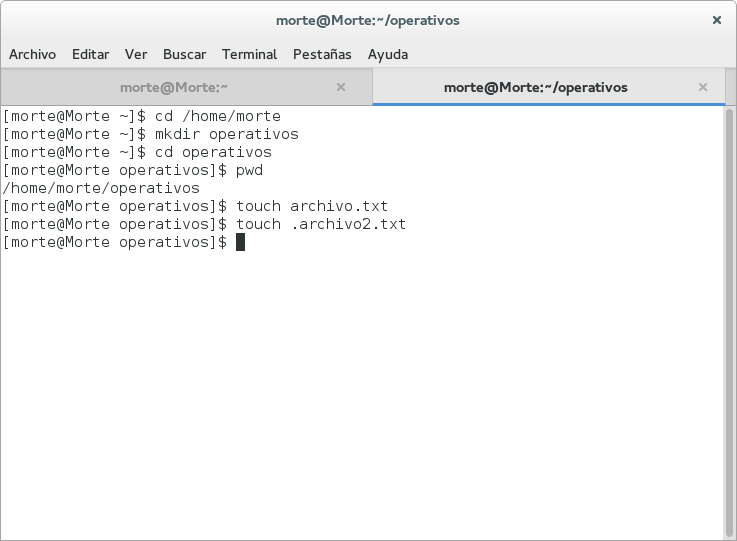 morte@Morte:~/operativos ×
Archivo Editar Ver Buscar Terminal Pestañas Ayuda
morte@Morte:~ × morte@Morte:~/operativos ×
[morte@Morte ~]$ cd /home/morte
[morte@Morte ~]$ mkdir operativos
[morte@Morte ~]$ cd operativos
[morte@Morte operativos]$ pwd
/home/morte/operativos
[morte@Morte operativos]$ touch archivo.txt
[morte@Morte operativos]$ touch .archivo2.txt
[morte@Morte operativos]$